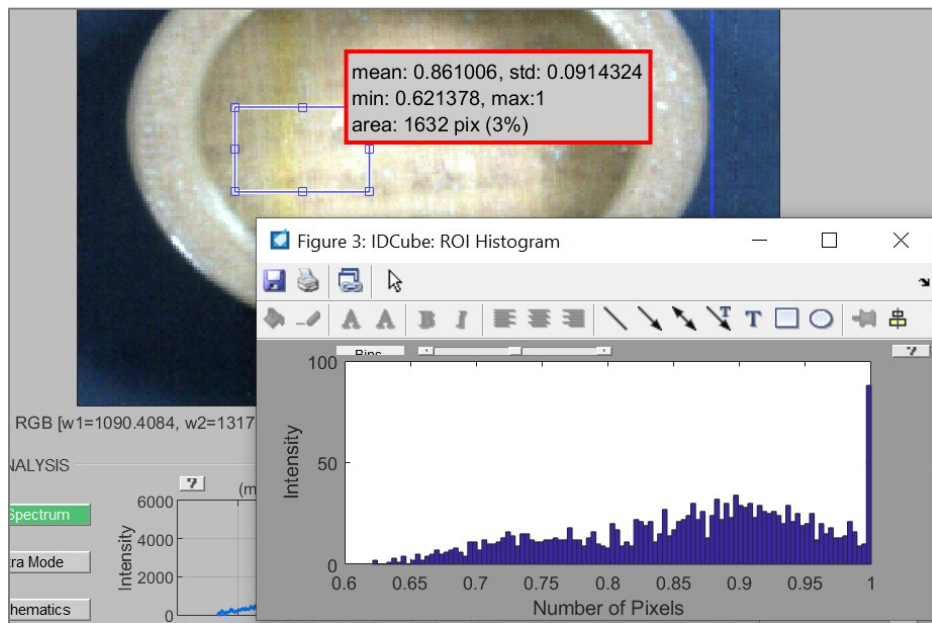 mean: 0.861006, std: 0.0914324
min: 0.621378, max:1
area: 1632 pix (3%)
Figure 3: IDCube: ROI Histogram
A A B I T T
Bins
?
100
50
0
Intensity
0.6 0.65 0.7 0.75 0.8 0.85 0.9 0.95 1
Number of Pixels
RGB [w1=1090.4084, w2=1317
NALYSIS
Spectrum
tra Mode
hematics
?
(m
6000
4000
2000
0
Intensity